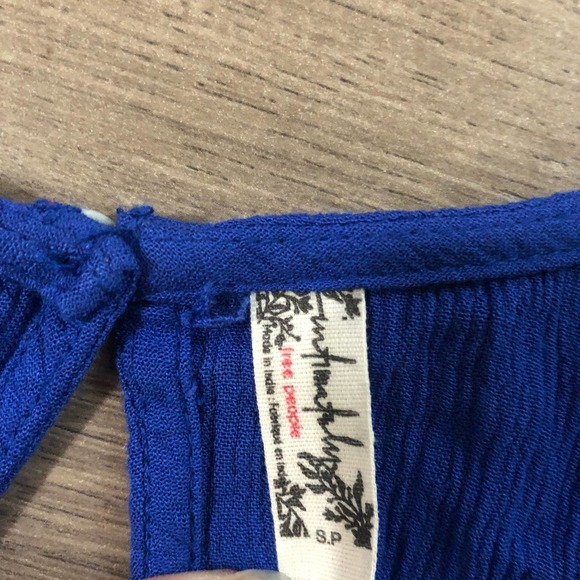 Intimately
free people
Made in India : Fabriqué en Inde
S.P